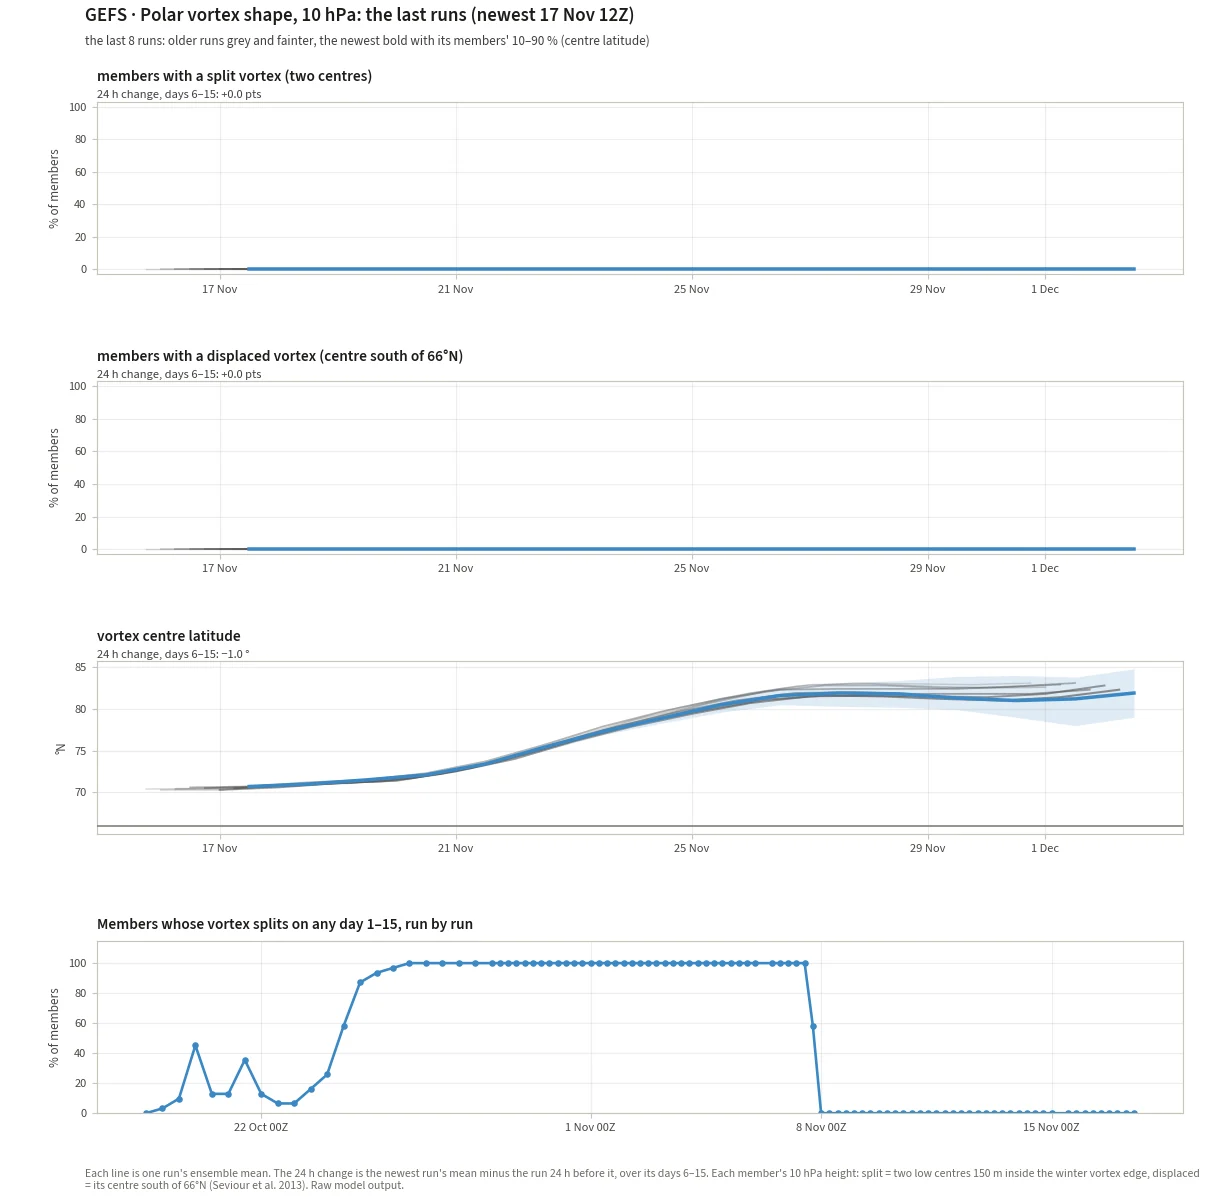 GEFS · Polar vortex shape, 10 hPa: the last runs (newest 17 Nov 12Z)
the last 8 runs: older runs grey and fainter, the newest bold with its members' 10–90 % (centre latitude)
members with a split vortex (two centres)
24 h change, days 6–15: +0.0 pts
100
80
60
40
20
0
% of members
17 Nov 21 Nov 25 Nov 29 Nov 1 Dec
members with a displaced vortex (centre south of 66°N)
24 h change, days 6–15: +0.0 pts
100
80
60
40
20
0
% of members
17 Nov 21 Nov 25 Nov 29 Nov 1 Dec
vortex centre latitude
24 h change, days 6–15: −1.0 °
85
80
75
70
°N
17 Nov 21 Nov 25 Nov 29 Nov 1 Dec
Members whose vortex splits on any day 1–15, run by run
100
80
60
40
20
0
% of members
22 Oct 00Z 1 Nov 00Z 8 Nov 00Z 15 Nov 00Z
Each line is one run's ensemble mean. The 24 h change is the newest run's mean minus the run 24 h before it, over its days 6–15. Each member's 10 hPa height: split = two low centres 150 m inside the winter vortex edge, displaced
= its centre south of 66°N (Seviour et al. 2013). Raw model output.